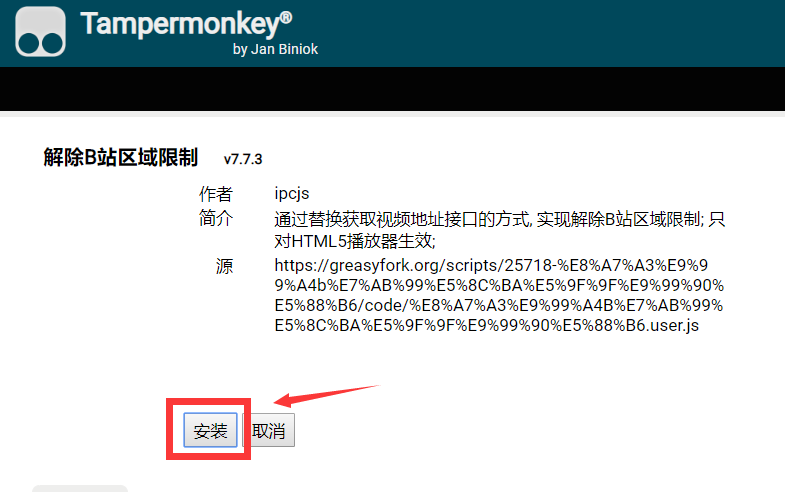 Tampermonkey®
by Jan Biniok
解除B站区域限制 v7.7.3
作者 ipcjs
简介 通过替换获取视频地址接口的方式, 实现解除B站区域限制; 只
对HTML5播放器生效;
源 https://greasyfork.org/scripts/25718-%E8%A7%A3%E9%9
9%A4b%E7%AB%99%E5%8C%BA%E5%9F%9F%E9%99%90%
E5%88%B6/code/%E8%A7%A3%E9%99%A4B%E7%AB%99%
E5%8C%BA%E5%9F%9F%E9%99%90%E5%88%B6.user.js
安装 取消